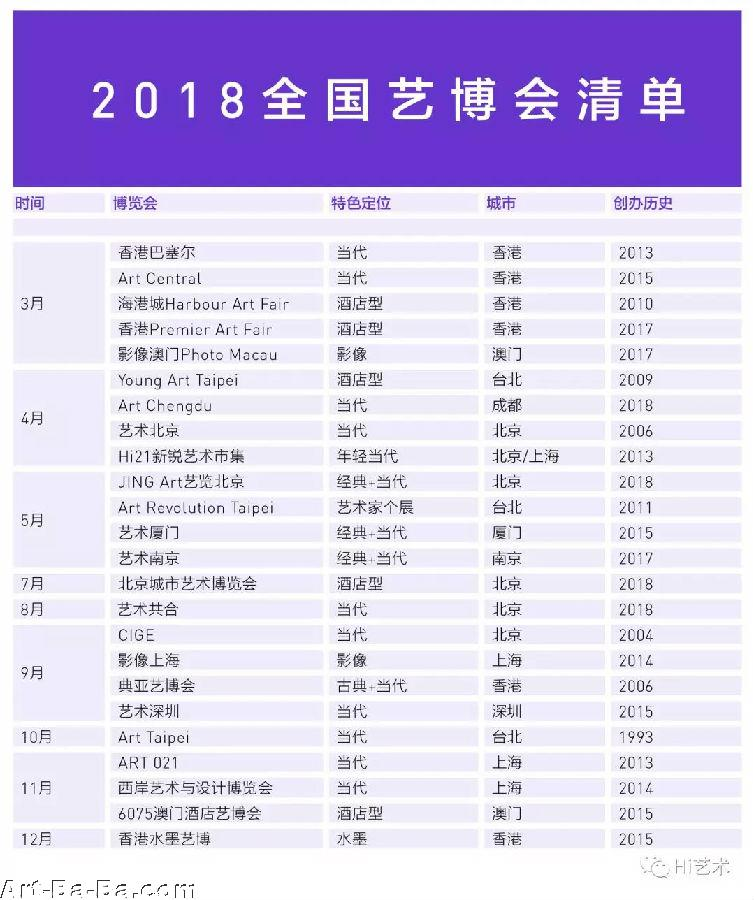 2018全国艺博会清单
时间 博览会 特色定位 城市 创办历史
3月 香港巴塞尔 当代 香港 2013
Art Central 当代 香港 2015
海港城Harbour Art Fair 酒店型 香港 2010
香港Premier Art Fair 酒店型 香港 2017
影像澳门Photo Macau 影像 澳门 2017
4月 Young Art Taipei 酒店型 台北 2009
Art Chengdu 当代 成都 2018
艺术北京 当代 北京 2006
Hi21新锐艺术市集 年轻当代 北京/上海 2013
5月 JING Art艺览北京 经典+当代 北京 2018
Art Revolution Taipei 艺术家个展 台北 2011
艺术厦门 经典+当代 厦门 2015
艺术南京 经典+当代 南京 2017
7月 北京城市艺术博览会 酒店型 北京 2018
8月 艺术共合 当代 北京 2018
9月 CIGE 当代 北京 2004
影像上海 影像 上海 2014
典亚艺博会 古典+当代 香港 2006
艺术深圳 当代 深圳 2015
10月 Art Taipei 当代 台北 1993
11月 ART 021 当代 上海 2013
西岸艺术与设计博览会 当代 上海 2014
6075澳门酒店艺博会 酒店型 澳门 2015
12月 香港水墨艺博 水墨 香港 2015
Hi艺术
Art-Ba-Ba.com